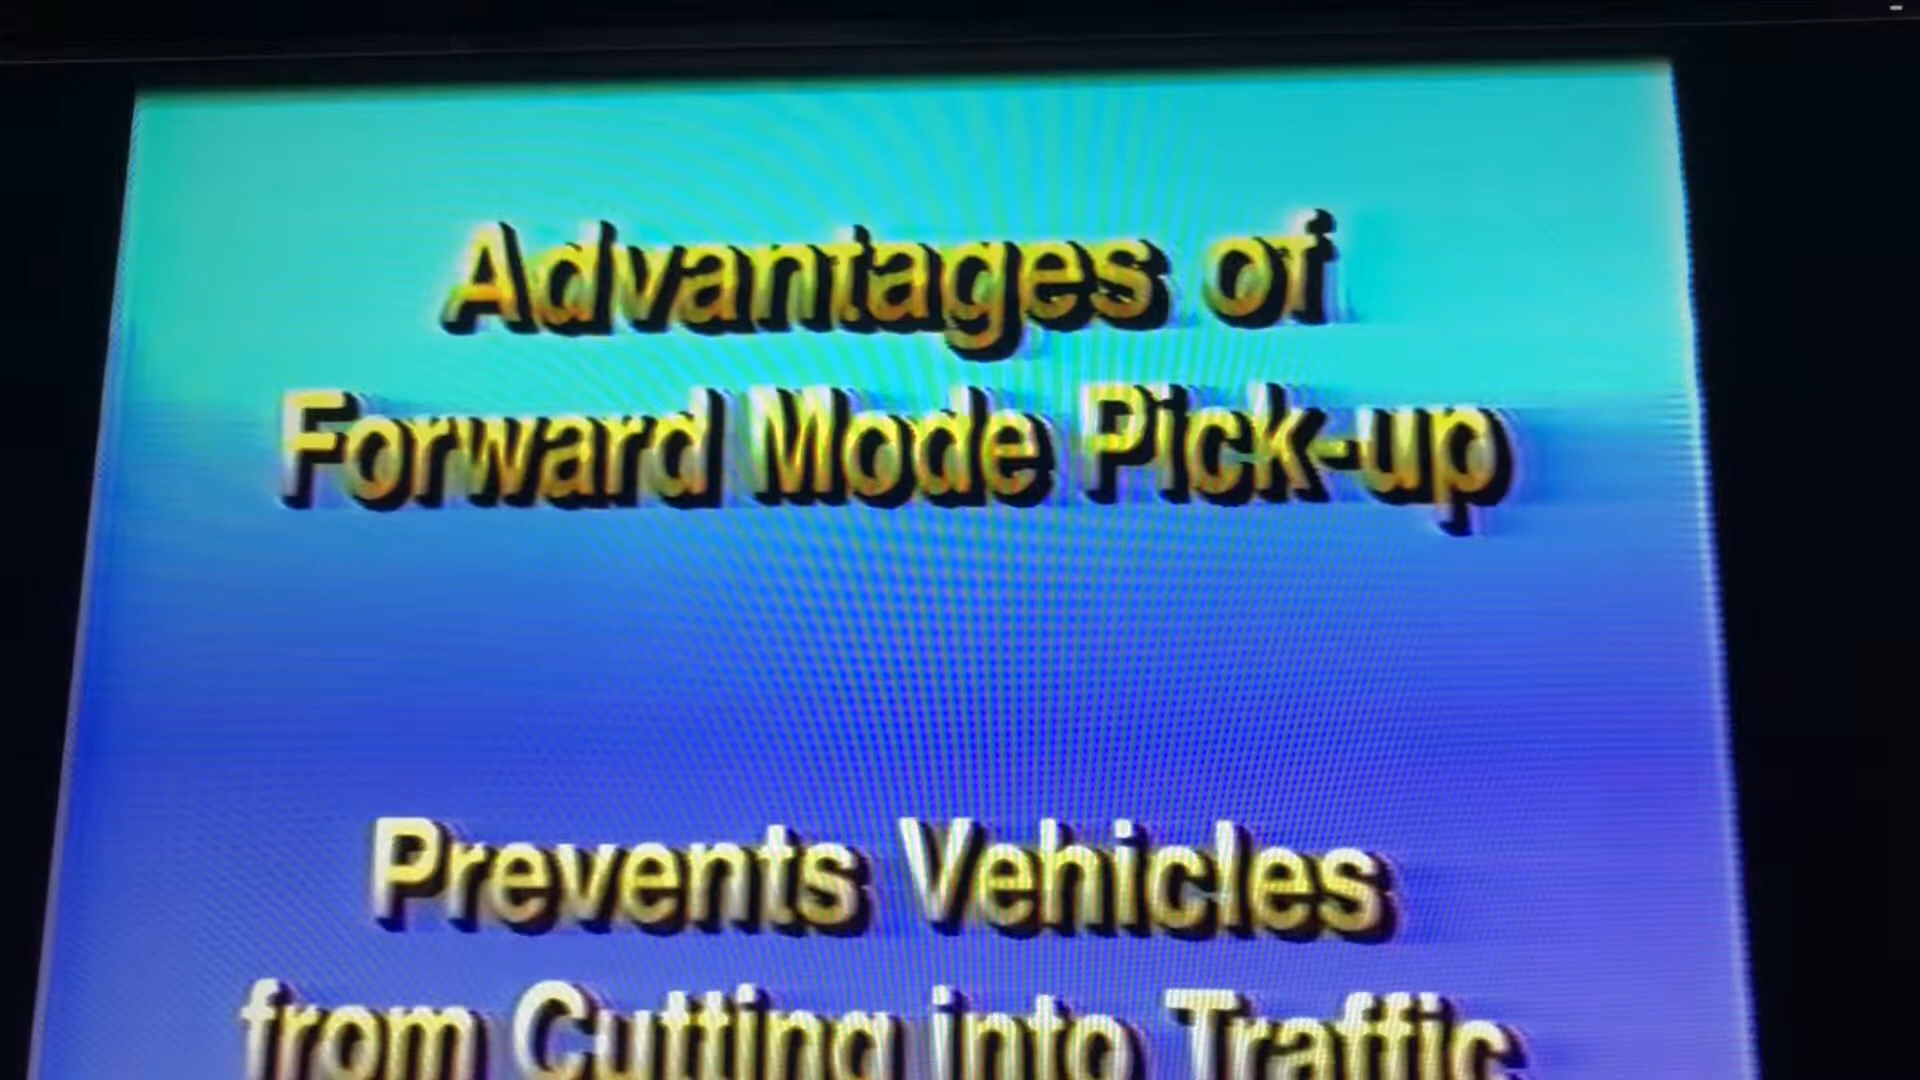 Advantages of
Forward Mode Pick-up
Prevents Vehicles
from Cutting into Traffic